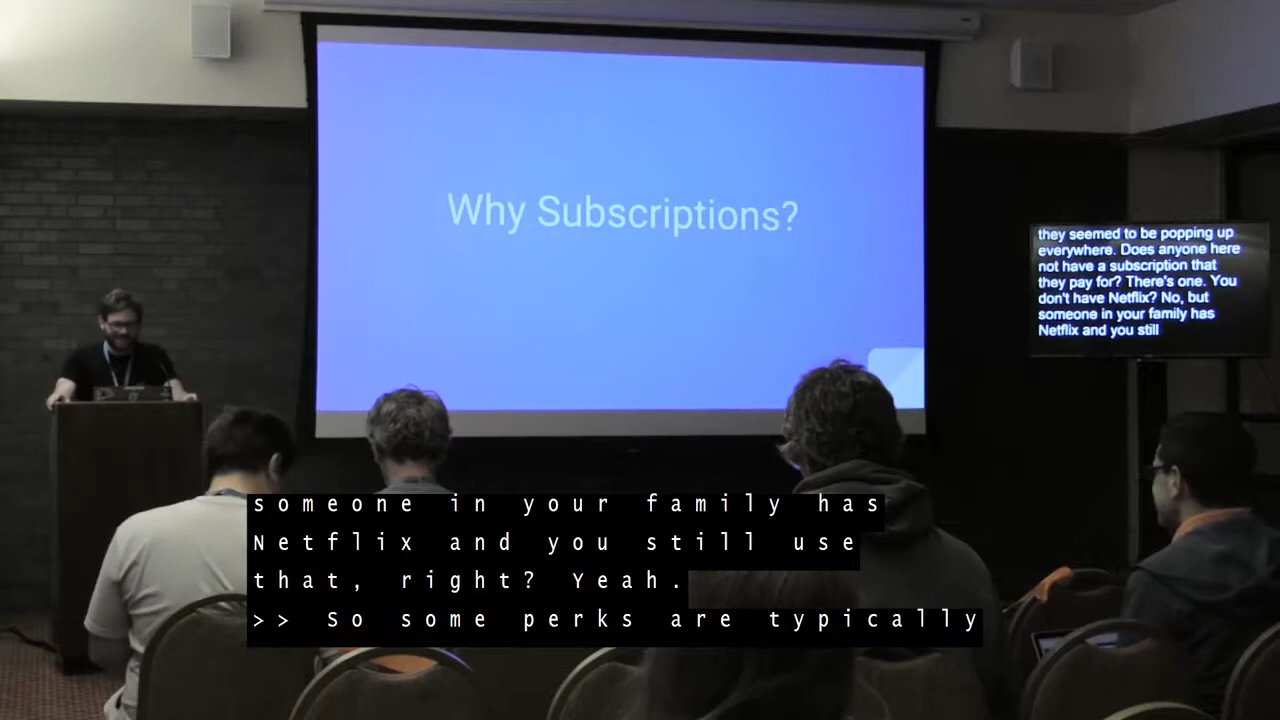 Why Subscriptions?
they seemed to be popping up
everywhere. Does anyone here
not have a subscription that
they pay for? There's one. You
don't have Netflix? No, but
someone in your family has
Netflix and you still
someone in your family has
Netflix and you still use
that, right? Yeah.
>> So some perks are typically